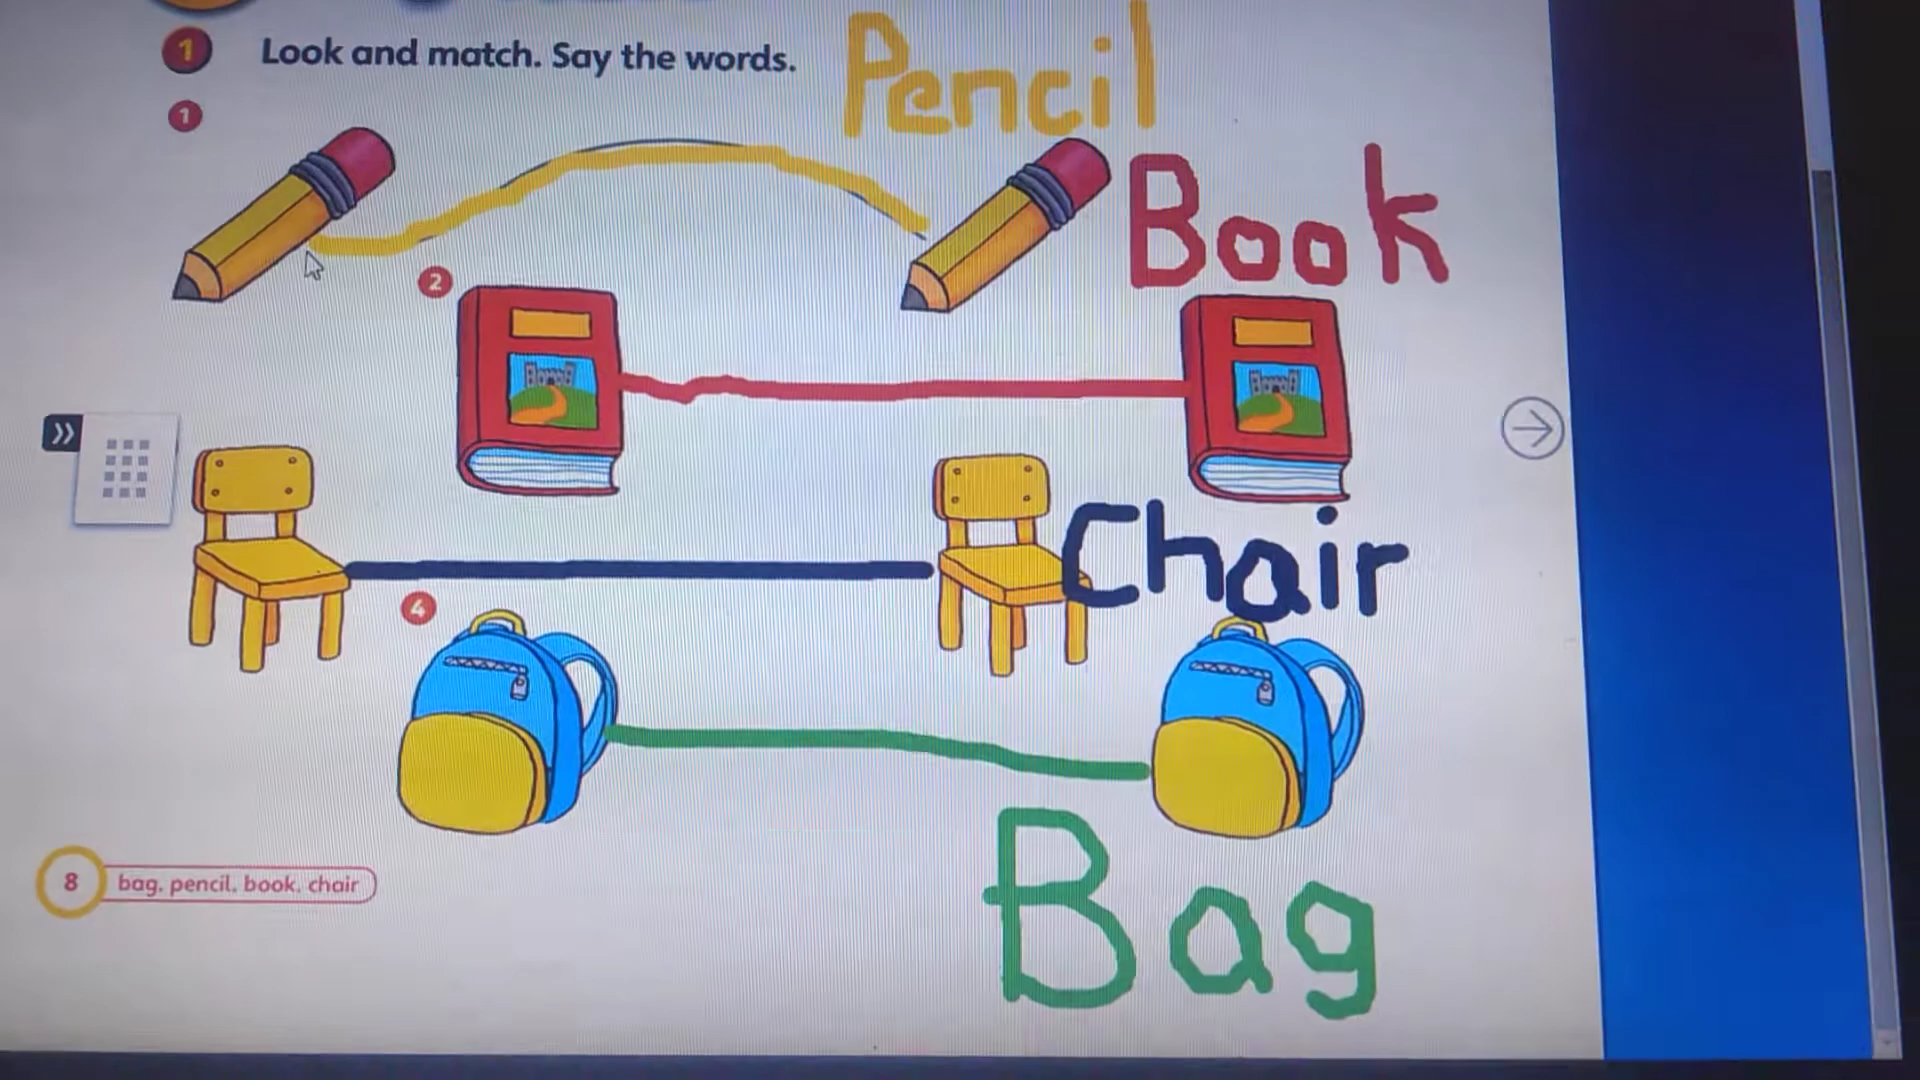 1 Look and match. Say the words.
Pencil
1
Book
2
Chair
4
8 bag, pencil, book, chair
Bag